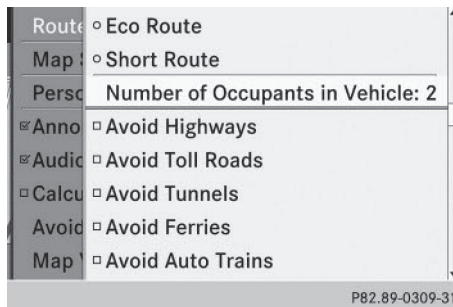 Route
Eco Route
Map
Short Route
Perso
Number of Occupants in Vehicle: 2
Anno
Avoid Highways
Audio
Avoid Toll Roads
Calcu
Avoid Tunnels
Avoid
Avoid Ferries
Map
Avoid Auto Trains
P82.89-0309-31